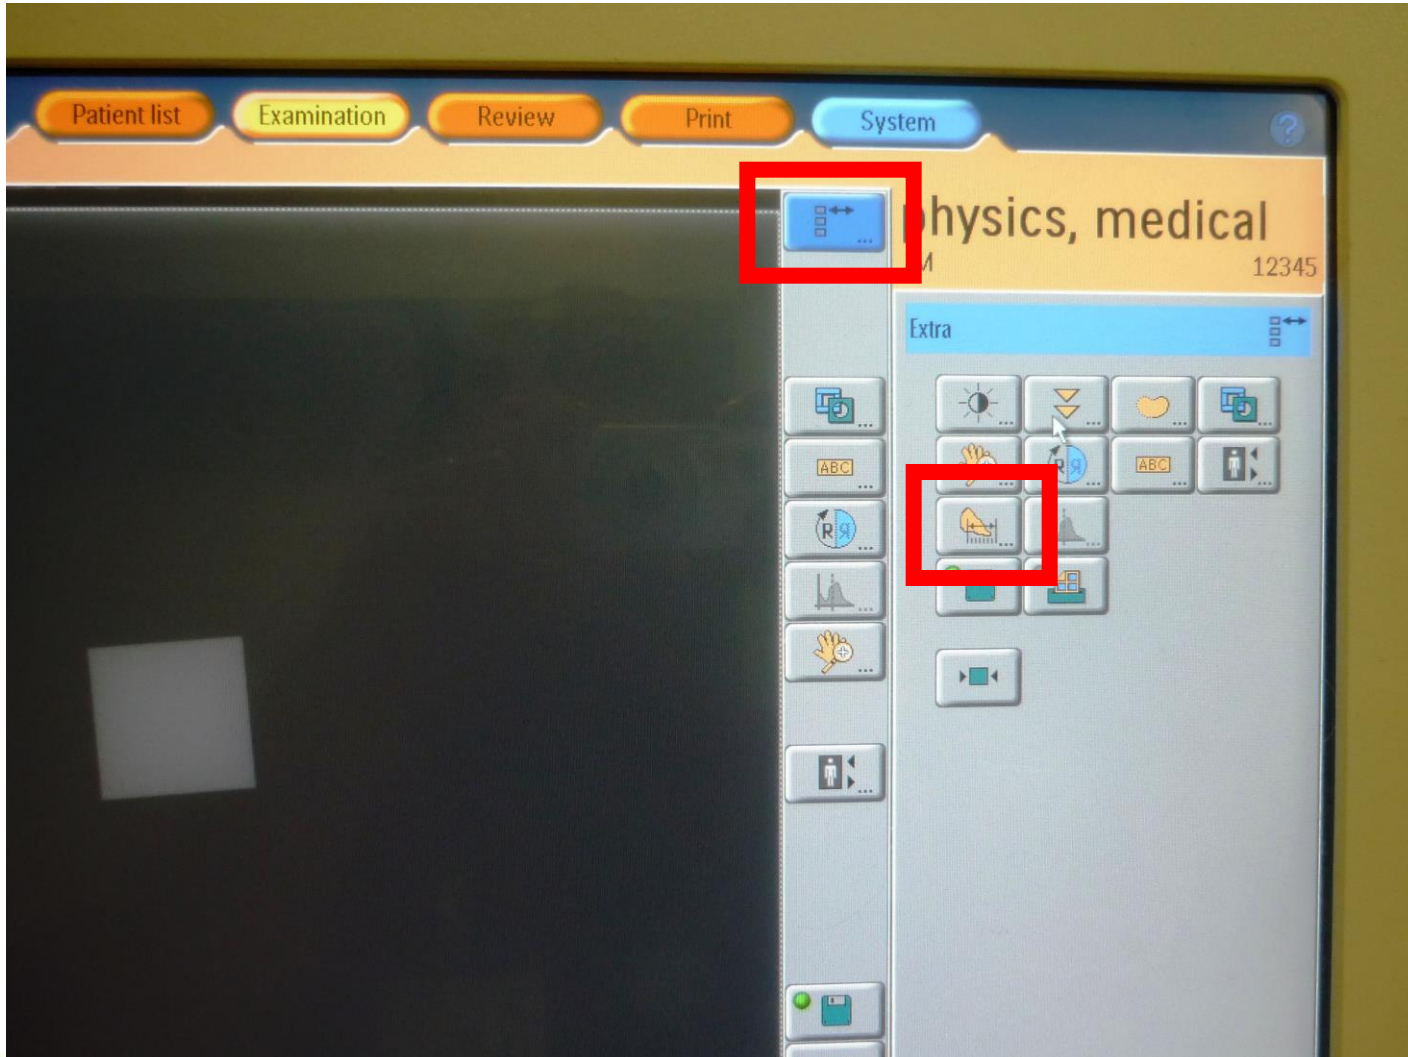 Patient list Examination Review Print System ?
physics, medical
12345
Extra
ABC
ABC
R R
R R